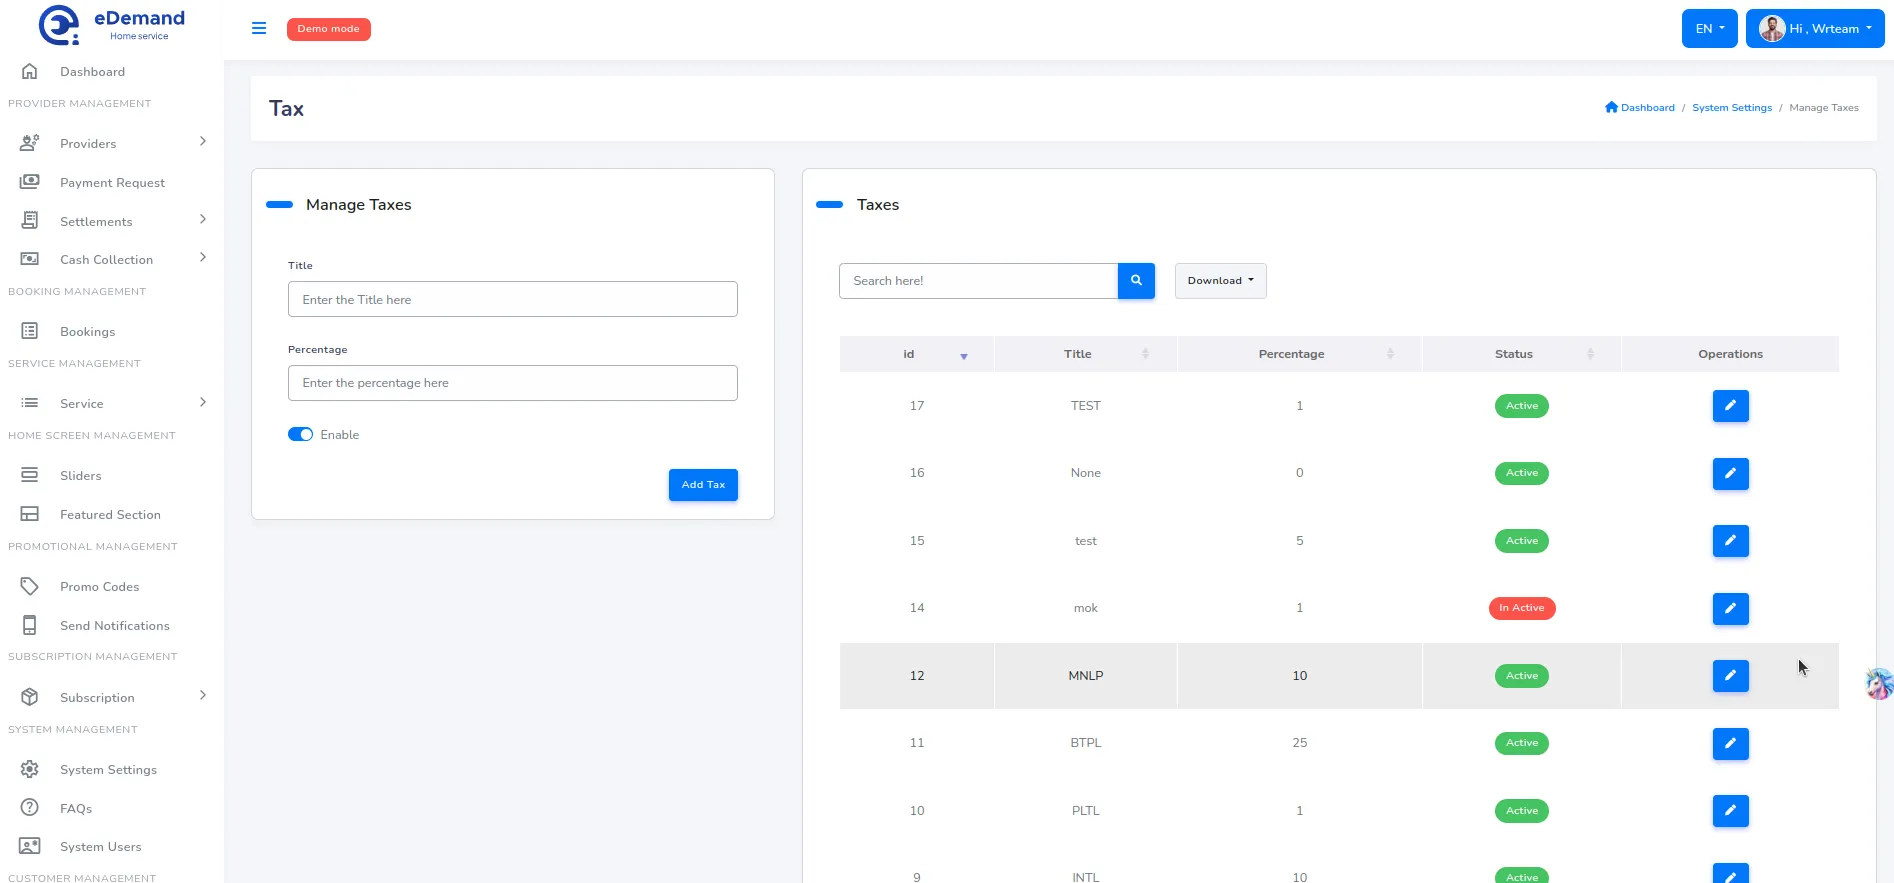 eDemand
Home service
Demo mode
EN
Hi , Wrteam
Dashboard
PROVIDER MANAGEMENT
Providers
Payment Request
Settlements
Cash Collection
BOOKING MANAGEMENT
Bookings
SERVICE MANAGEMENT
Service
HOME SCREEN MANAGEMENT
Sliders
Featured Section
PROMOTIONAL MANAGEMENT
Promo Codes
Send Notifications
SUBSCRIPTION MANAGEMENT
Subscription
SYSTEM MANAGEMENT
System Settings
FAQs
System Users
CUSTOMER MANAGEMENT
Tax
Dashboard / System Settings / Manage Taxes
Manage Taxes
Title
Enter the Title here
Percentage
Enter the percentage here
Enable
Add Tax
Taxes
Search here!
Download
id Title Percentage Status Operations
17 TEST 1 Active
16 None 0 Active
15 test 5 Active
14 mok 1 In Active
12 MNLP 10 Active
11 BTPL 25 Active
10 PLTL 1 Active
9 INTL 10 Active